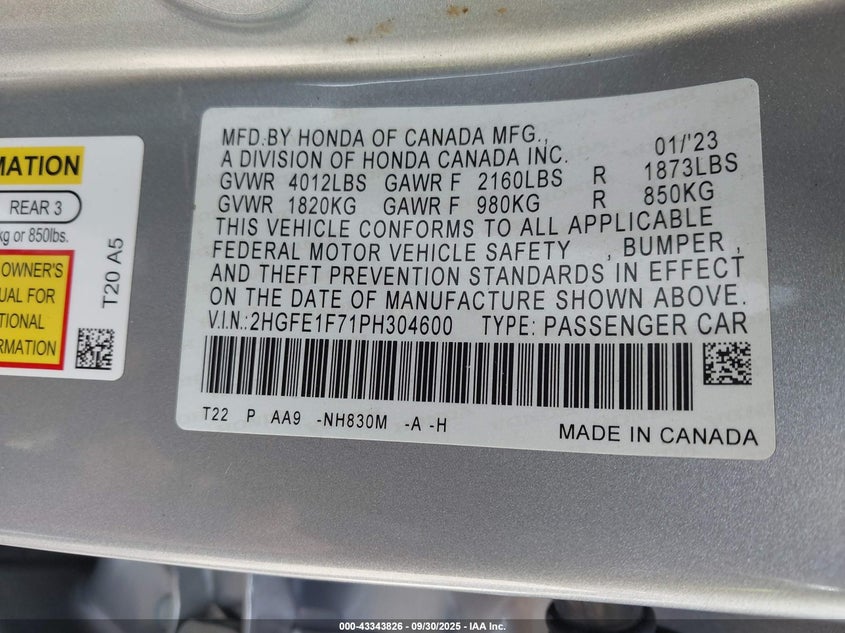 MATION
REAR 3
kg or 850lbs.
OWNER'S
UAL FOR
TIONAL
ORMATION
T20 A5
MFD.BY HONDA OF CANADA MFG., 01/'23
A DIVISION OF HONDA CANADA INC.
GVWR 4012LBS GAWR F 2160LBS R 1873LBS
GVWR 1820KG GAWR F 980KG R 850KG
THIS VEHICLE CONFORMS TO ALL APPLICABLE
FEDERAL MOTOR VEHICLE SAFETY , BUMPER ,
AND THEFT PREVENTION STANDARDS IN EFFECT
ON THE DATE OF MANUFACTURE SHOWN ABOVE.
V.I.N.:2HGFE1F71PH304600 TYPE: PASSENGER CAR
T22 P AA9 -NH830M -A -H
MADE IN CANADA
000-43343826 - 09/30/2025 - IAA Inc.